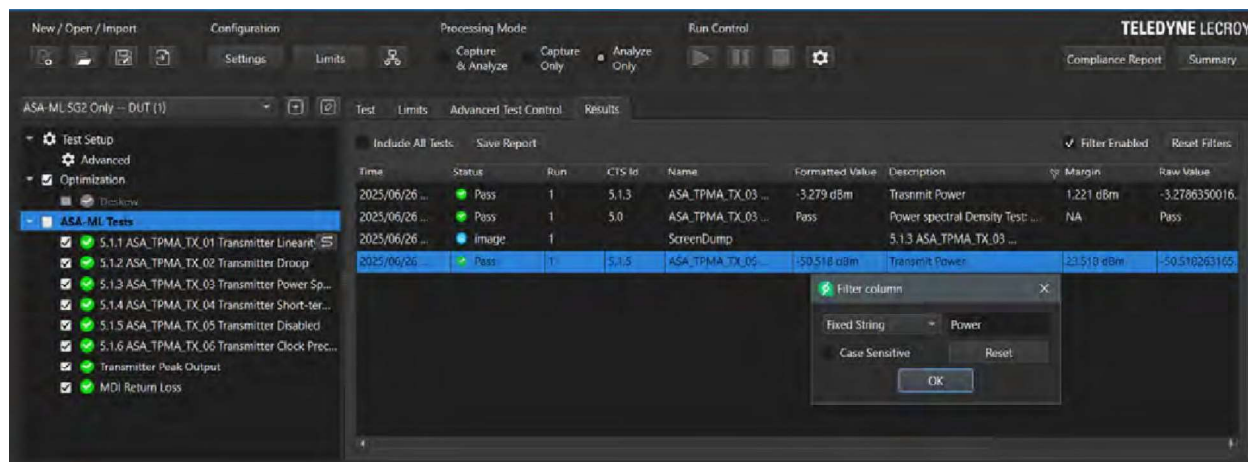 New / Open / Import Configuration Processing Mode Run Control TELEDYNE LECROY
Settings Limits Capture & Analyze Capture Only Analyze Only Compliance Report Summary
ASA-ML SG2 Only -- DUT (1) Test Limits Advanced Test Control Results
Test Setup
Advanced
Optimization
Deskew
ASA-ML Tests
5.1.1 ASA_TPMA_TX_01 Transmitter Linearit
5.1.2 ASA_TPMA_TX_02 Transmitter Droop
5.1.3 ASA_TPMA_TX_03 Transmitter Power Sp...
5.1.4 ASA_TPMA_TX_04 Transmitter Short-ter...
5.1.5 ASA_TPMA_TX_05 Transmitter Disabled
5.1.6 ASA_TPMA_TX_06 Transmitter Clock Prec...
Transmitter Peak Output
MDI Return Loss
Include All Tests Save Report Filter Enabled Reset Filters
Time Status Run CTS Id Name Formatted Value Description Margin Raw Value
2025/06/26 ... Pass 1 5.1.3 ASA_TPMA_TX_03 ... -3.279 dBm Trasnmit Power 1.221 dBm -3.2786350016.
2025/06/26 ... Pass 1 5.0 ASA_TPMA_TX_03 ... Pass Power spectral Density Test: ... NA Pass
2025/06/26 ... image 1 ScreenDump 5.1.3 ASA_TPMA_TX_03 ...
2025/06/26 ... Pass 1 5.1.5 ASA_TPMA_TX_05 ... -50.518 dBm Transmit Power 23.518 dBm -50.518263165.
Filter column
Fixed String Power
Case Sensitive Reset
OK